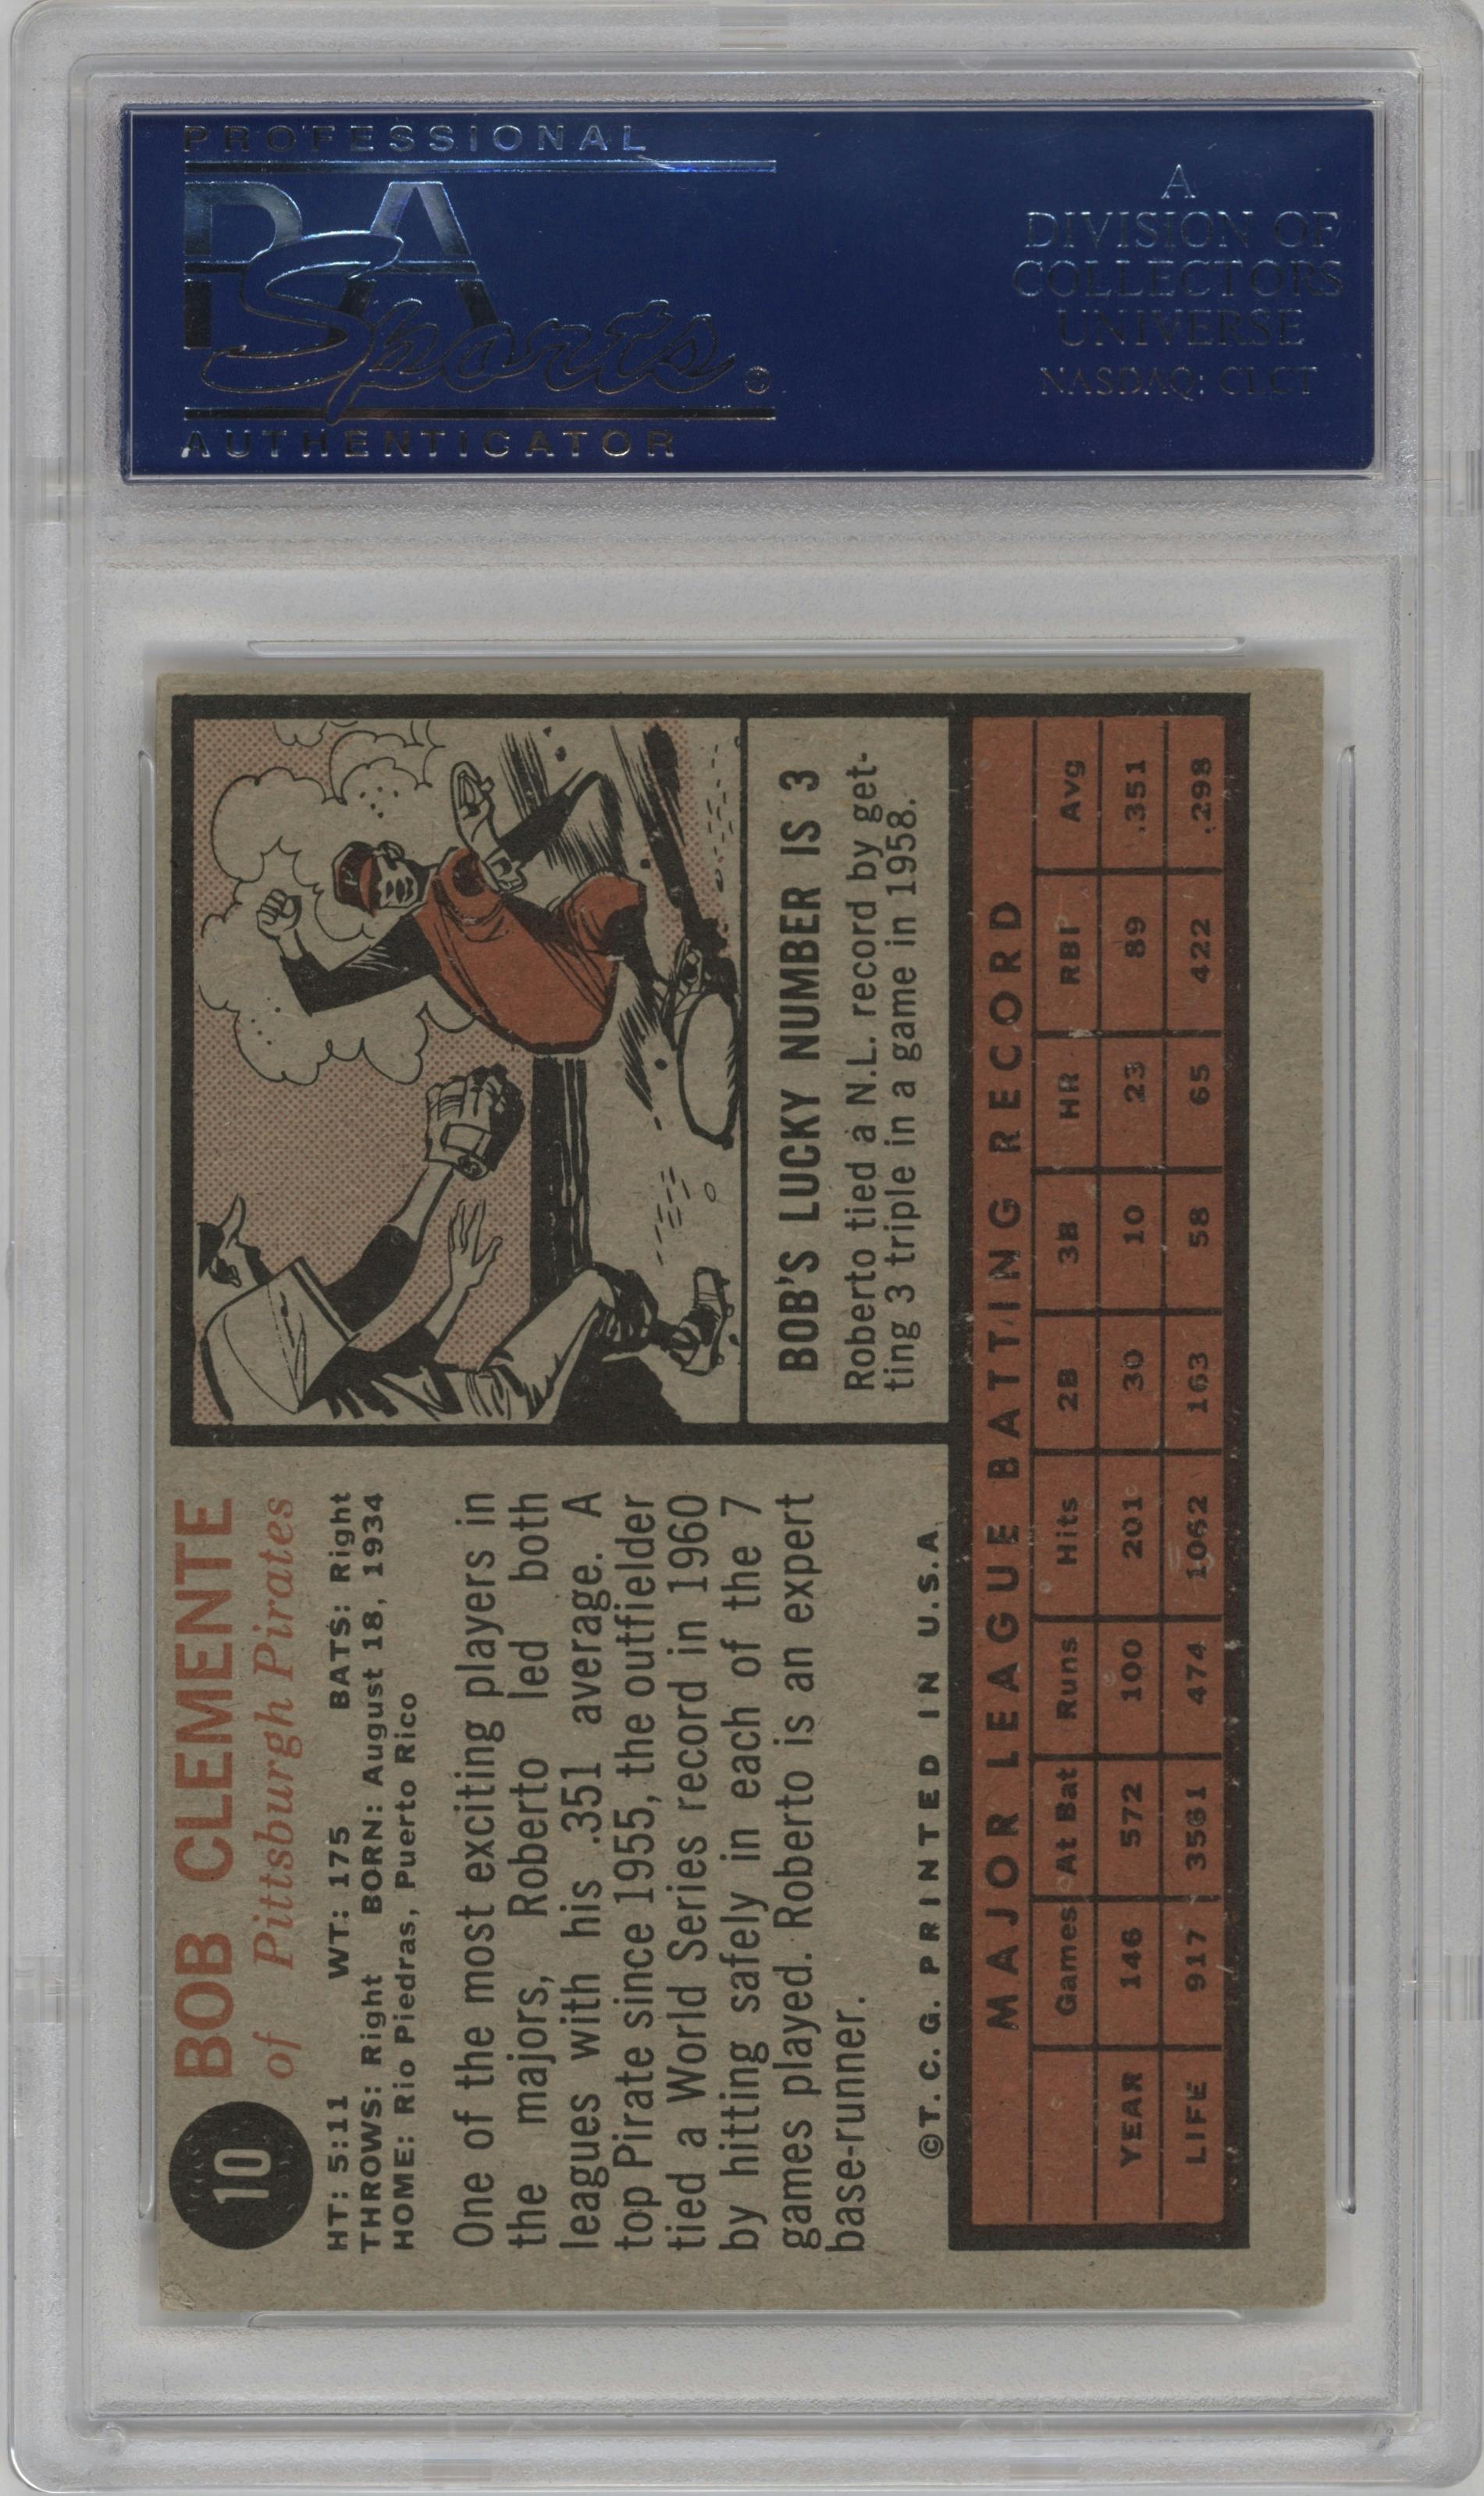 PROFESSIONAL
PSA
Sports
®
AUTHENTICATOR
A
DIVISION OF
COLLECTORS
UNIVERSE
NASDAQ: CLCT
10
BOB CLEMENTE
of Pittsburgh Pirates
HT: 5:11 WT: 175 BATS: Right
THROWS: Right BORN: August 18, 1934
HOME: Rio Piedras, Puerto Rico
One of the most exciting players in
the majors, Roberto led both
leagues with his .351 average. A
top Pirate since 1955, the outfielder
tied a World Series record in 1960
by hitting safely in each of the 7
games played. Roberto is an expert
base-runner.
©T. C. G. PRINTED IN U.S.A.
BOB'S LUCKY NUMBER IS 3
Roberto tied a N.L. record by get-
ting 3 triple in a game in 1958.
MAJOR LEAGUE BATTING RECORD
Games At Bat Runs Hits 2B 3B HR RBI Avg
YEAR 146 572 100 201 30 10 23 89 .351
LIFE 917 3561 474 1062 163 58 65 422 .298